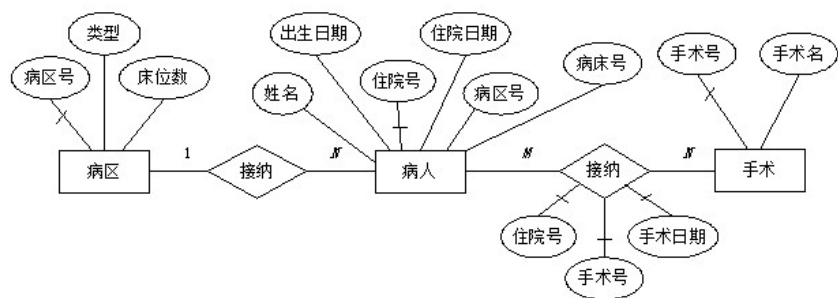 类型
出生日期
住院日期
病区号
床位数
姓名
住院号
病区号
病床号
手术号
手术名
病区
1
接纳
N
病人
M
接纳
N
手术
住院号
手术日期
手术号